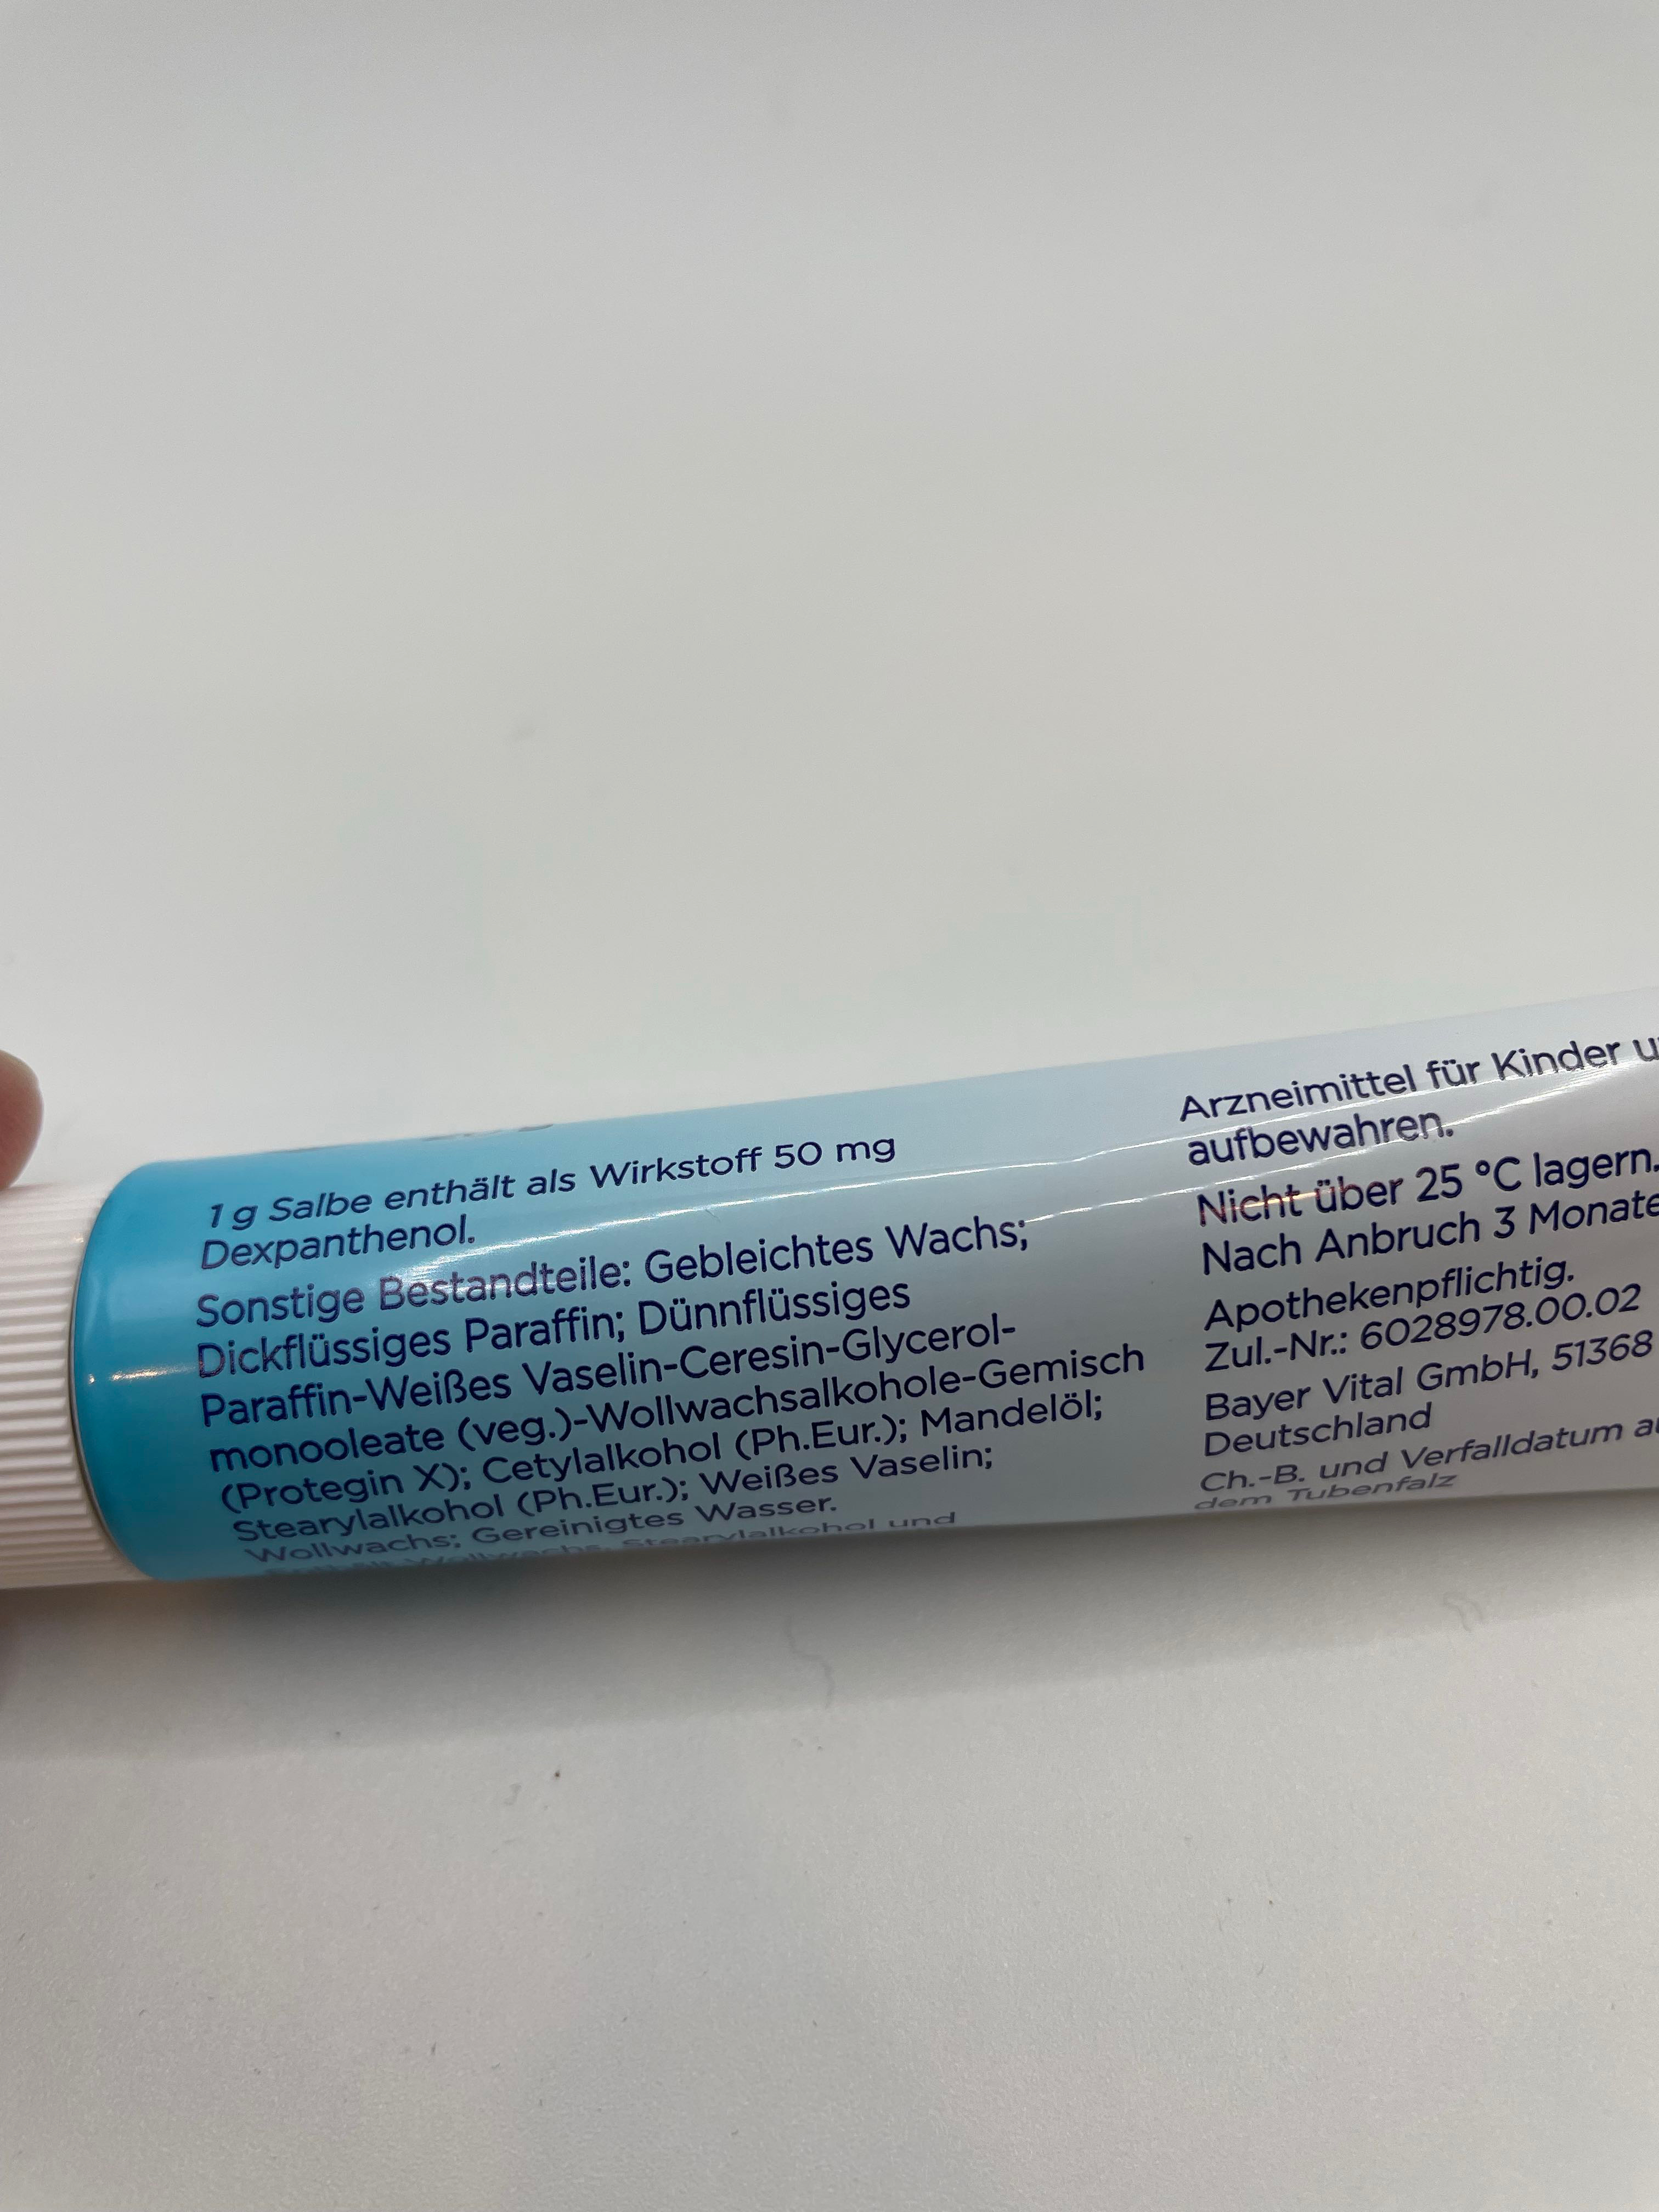 1 g Salbe enthält als Wirkstoff 50 mg
Dexpanthenol.
Sonstige Bestandteile: Gebleichtes Wachs;
Dickflüssiges Paraffin; Dünnflüssiges
Paraffin-Weißes Vaselin-Ceresin-Glycerol-
monooleate (veg.)-Wollwachsalkohole-Gemisch
(Protegin X); Cetylalkohol (Ph.Eur.); Mandelöl;
Stearylalkohol (Ph.Eur.); Weißes Vaselin;
Wollwachs; Gereinigtes Wasser.
Wollwachs, Stearylalkohol und
Arzneimittel für Kinder
aufbewahren.
Nicht über 25 °C lagern.
Nach Anbruch 3 Monate
Apothekenpflichtig.
Zul.-Nr.: 6028978.00.02
Bayer Vital GmbH, 51368
Deutschland
Ch.-B. und Verfalldatum
dem Tubenfalz